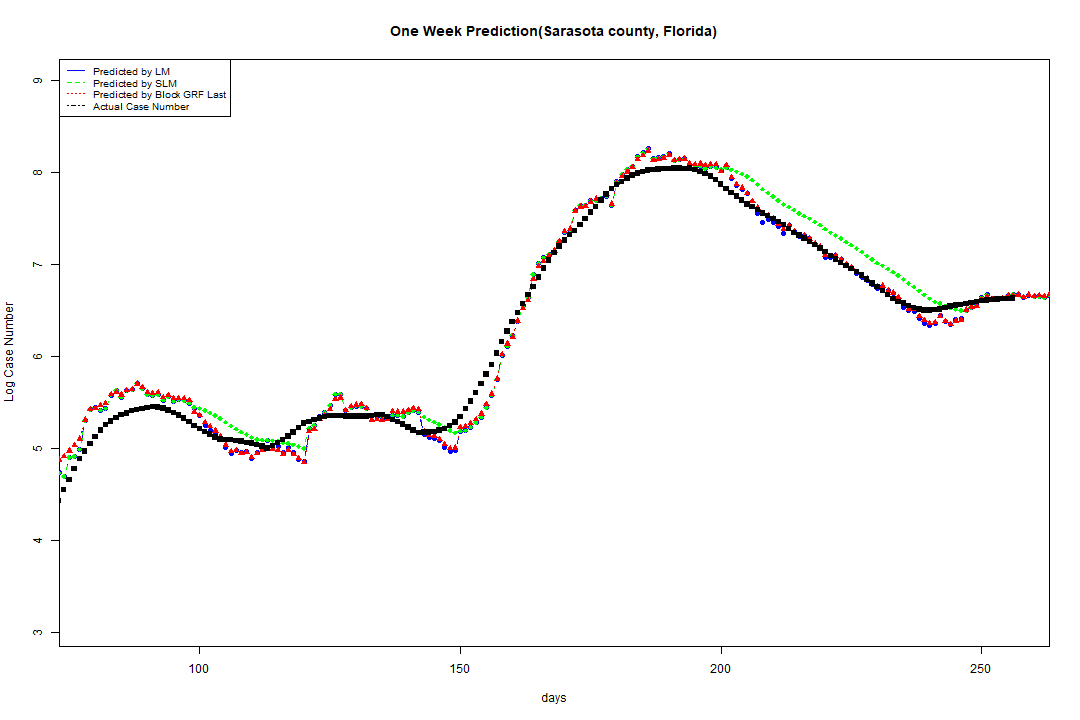 One Week Prediction(Sarasota county, Florida)
Predicted by LM
Predicted by SLM
Predicted by Block GRF Last
Actual Case Number
9
8
7
6
5
4
3
Log Case Number
100 150 200 250
days